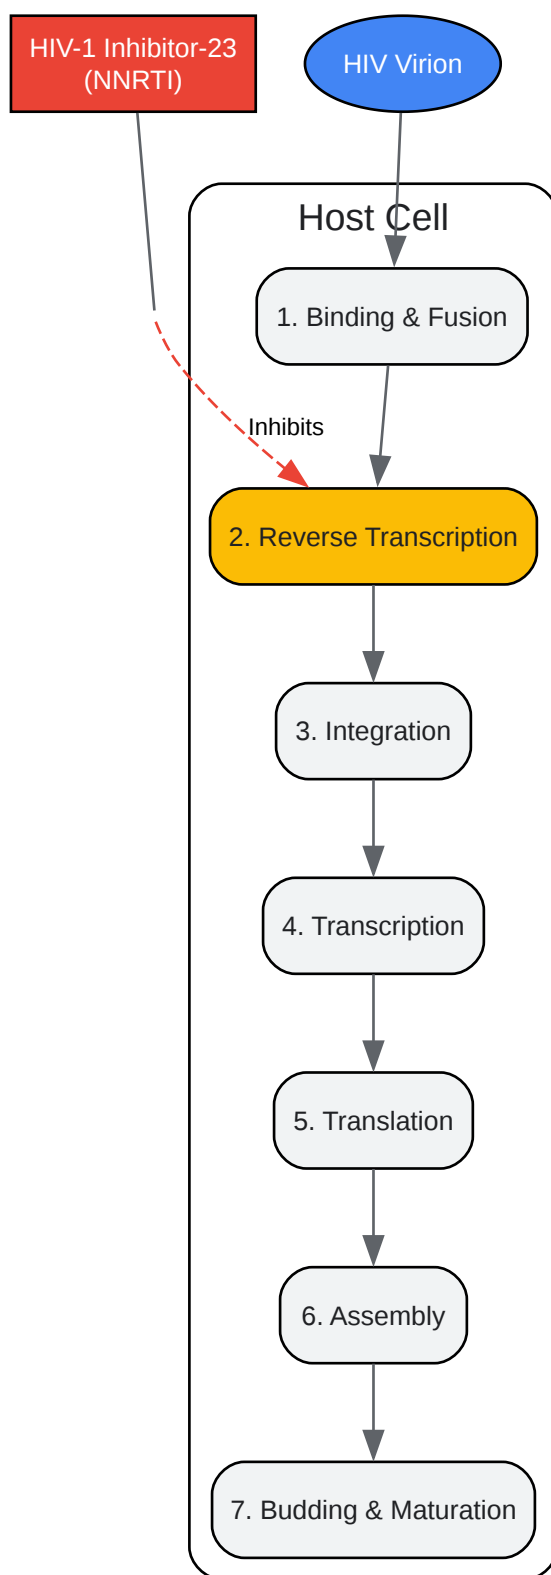 HIV-1 Inhibitor-23
(NNRTI)
HIV Virion
Host Cell
1. Binding & Fusion
Inhibits
2. Reverse Transcription
3. Integration
4. Transcription
5. Translation
6. Assembly
7. Budding & Maturation